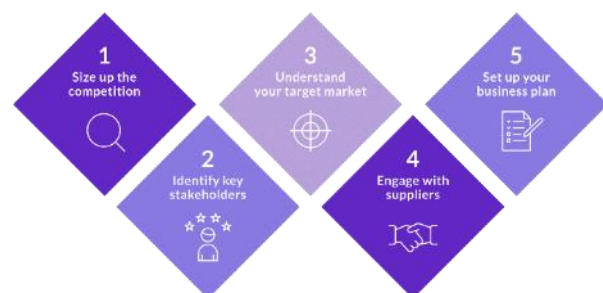 1
Size up the
competition
2
Identify key
stakeholders
3
Understand
your target market
4
Engage with
suppliers
5
Set up your
business plan